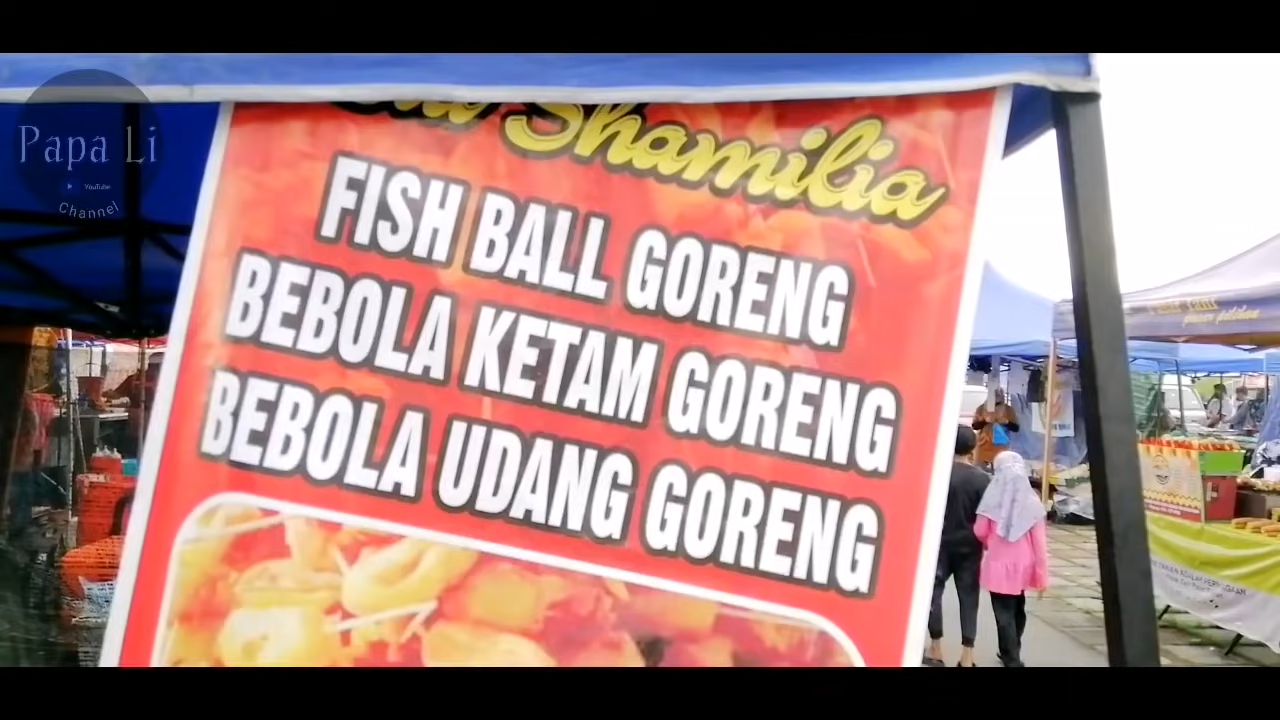 Papa Li
YouTube
Channel
Shamilia
FISH BALL GORENG
BEBOLA KETAM GORENG
BEBOLA UDANG GORENG